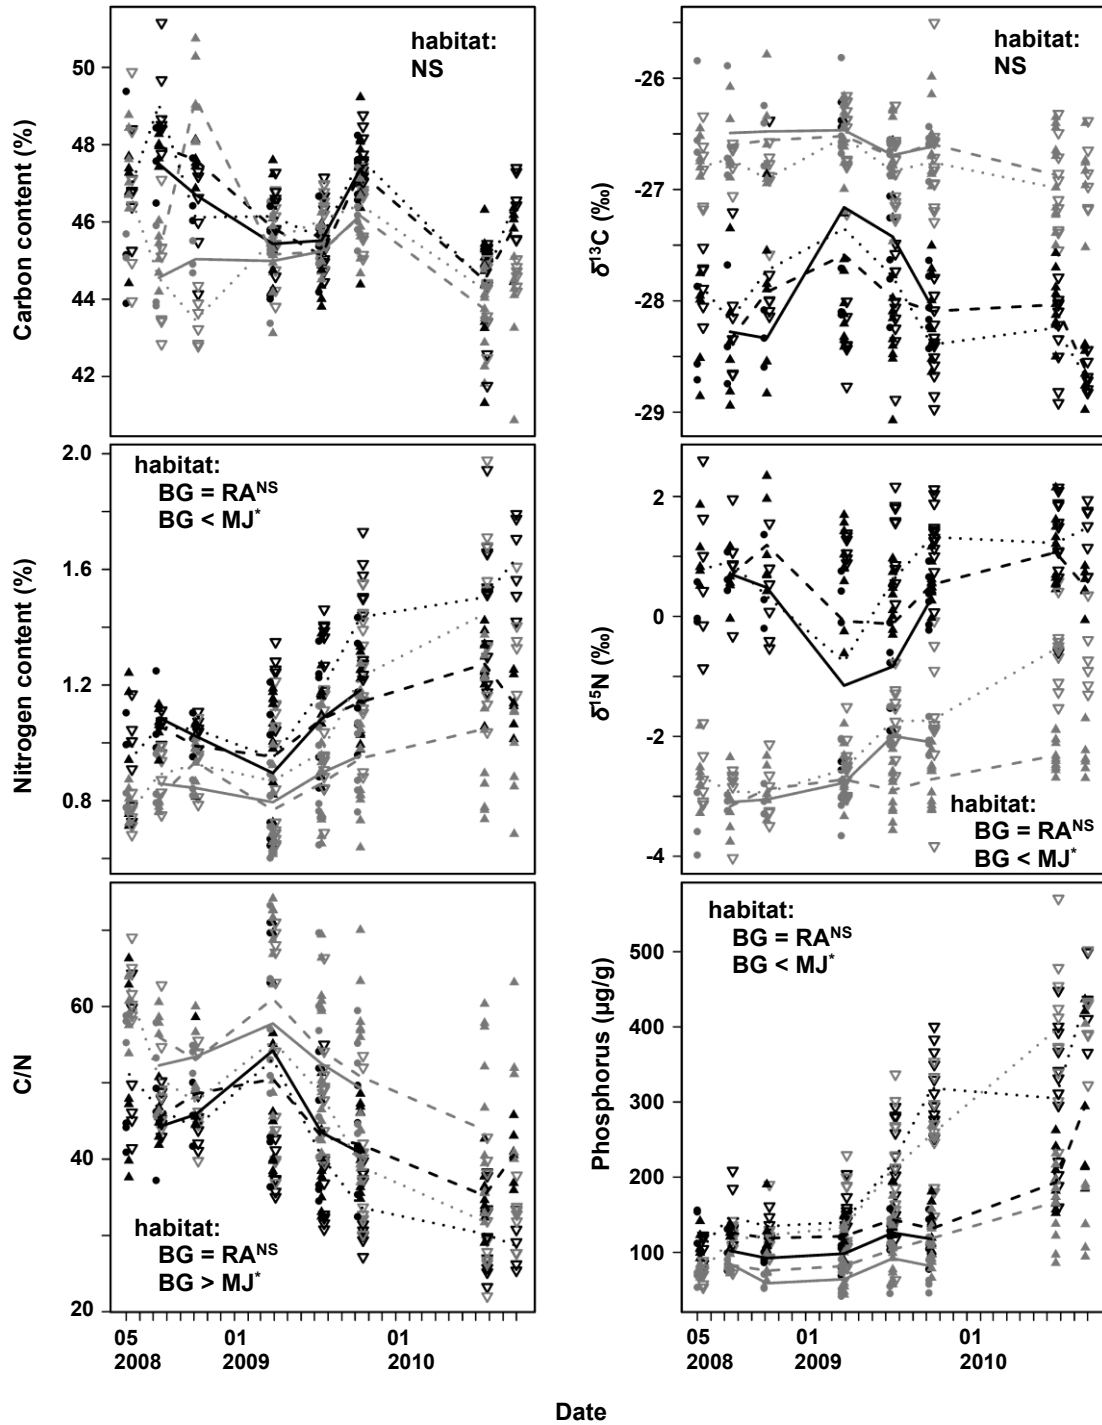 Carbon content (%)
50
48
46
44
42
habitat:
NS
δ¹³C (‰)
-26
-27
-28
-29
habitat:
NS
Nitrogen content (%)
2.0
1.6
1.2
0.8
habitat:
BG = RAᴺˢ
BG < MJ*
δ¹⁵N (‰)
2
0
-2
-4
habitat:
BG = RAᴺˢ
BG < MJ*
C/N
60
40
20
habitat:
BG = RAᴺˢ
BG > MJ*
05 01 01
2008 2009 2010
Phosphorus (µg/g)
500
400
300
200
100
habitat:
BG = RAᴺˢ
BG < MJ*
05 01 01
2008 2009 2010
Date